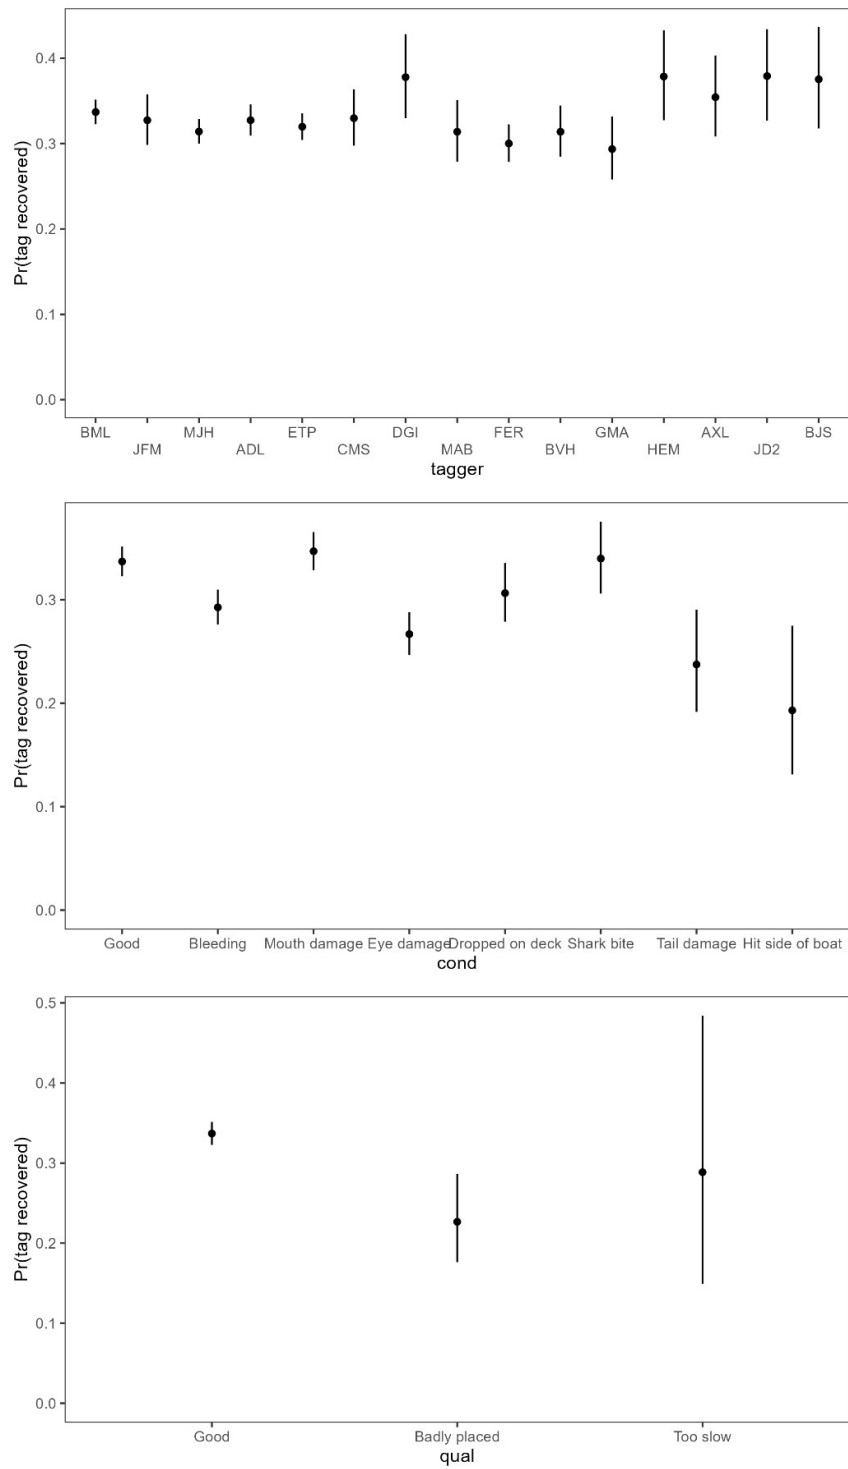 0.4
0.3
0.2
0.1
0.0
Pr(tag recovered)
BML JFM MJH ADL ETP CMS DGI MAB FER BVH GMA HEM AXL JD2 BJS
tagger
0.3
0.2
0.1
0.0
Pr(tag recovered)
Good Bleeding Mouth damage Eye damage Dropped on deck Shark bite Tail damage Hit side of boat
cond
0.5
0.4
0.3
0.2
0.1
0.0
Pr(tag recovered)
Good Badly placed Too slow
qual